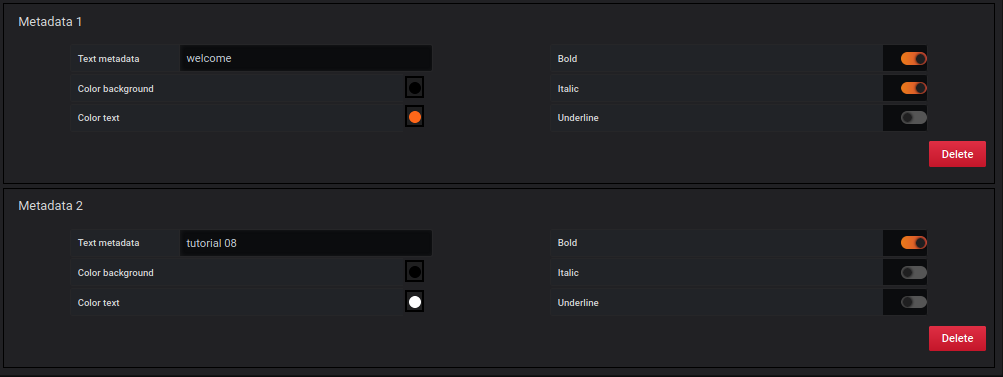 Metadata 1
Text metadata welcome Bold
Color background Italic
Color text Underline
Delete
Metadata 2
Text metadata tutorial 08 Bold
Color background Italic
Color text Underline
Delete